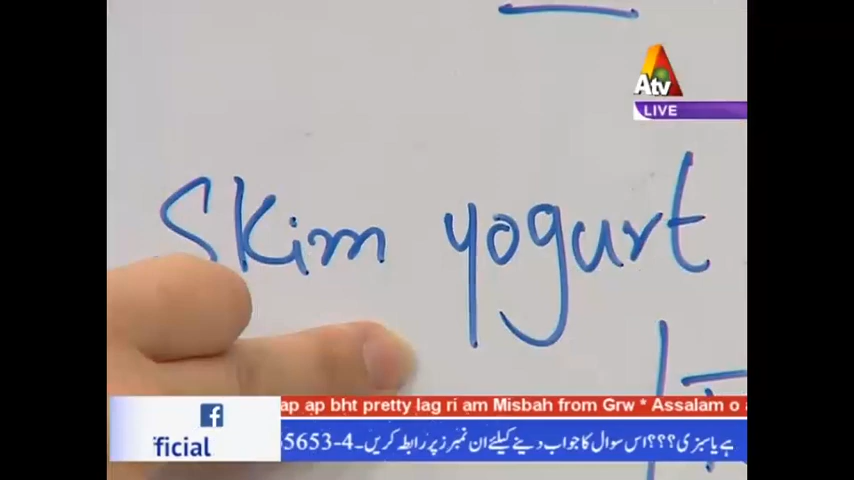 Atv
LIVE
Skim yogurt
ap ap bht pretty lag ri am Misbah from Grw * Assalam o
ficial
ہے یا سبزی؟؟؟ اس سوال کا جواب دینے کیلئے ان نمبرز پر رابطہ کریں۔ 5653-4